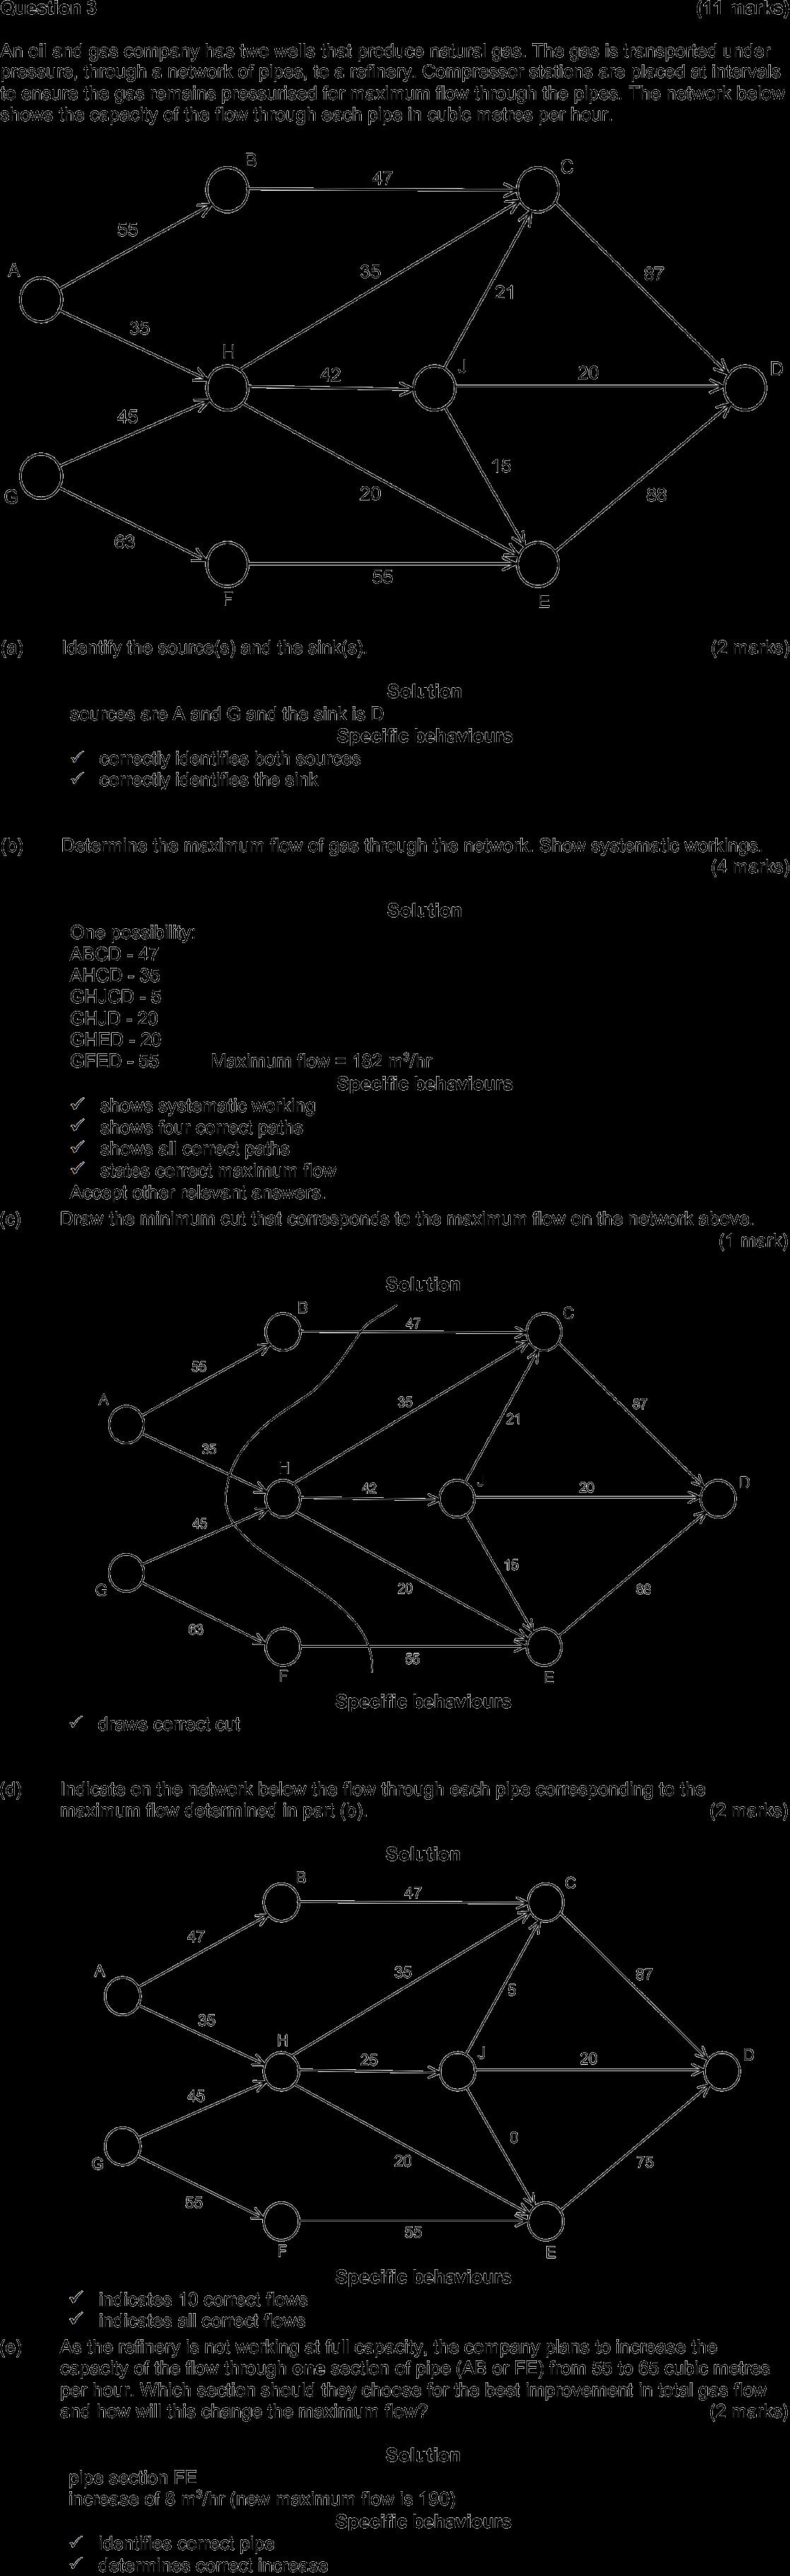 Question 3 (11 marks)
An oil and gas company has two wells that produce natural gas. The gas is transported under
pressure, through a network of pipes, to a refinery. Compressor stations are placed at intervals
to ensure the gas remains pressurised for maximum flow through the pipes. The network below
shows the capacity of the flow through each pipe in cubic metres per hour.
B
47
C
55
A
35
87
21
35
H
42
J
20
D
45
15
G
20
88
63
F
55
E
(a) Identify the source(s) and the sink(s). (2 marks)
Solution
sources are A and G and the sink is D
Specific behaviours
✓ correctly identifies both sources
✓ correctly identifies the sink
(b) Determine the maximum flow of gas through the network. Show systematic workings.
(4 marks)
Solution
One possibility:
ABCD - 47
AHCD - 35
GHJCD - 5
GHJD - 20
GHED - 20
GFED - 55 Maximum flow = 182 m³/hr
Specific behaviours
✓ shows systematic working
✓ shows four correct paths
✓ shows all correct paths
✓ states correct maximum flow
Accept other relevant answers.
(c) Draw the minimum cut that corresponds to the maximum flow on the network above.
(1 mark)
Solution
B
47
C
55
A
35
87
21
35
H
42
J
20
D
45
15
G
20
88
63
F
55
E
Specific behaviours
✓ draws correct cut
(d) Indicate on the network below the flow through each pipe corresponding to the
maximum flow determined in part (b). (2 marks)
Solution
B
47
C
47
A
35
87
5
35
H
25
J
20
D
45
0
G
20
75
55
F
55
E
Specific behaviours
✓ indicates 10 correct flows
✓ indicates all correct flows
(e) As the refinery is not working at full capacity, the company plans to increase the
capacity of the flow through one section of pipe (AB or FE) from 55 to 65 cubic metres
per hour. Which section should they choose for the best improvement in total gas flow
and how will this change the maximum flow? (2 marks)
Solution
pipe section FE
increase of 8 m³/hr (new maximum flow is 190)
Specific behaviours
✓ identifies correct pipe
✓ determines correct increase